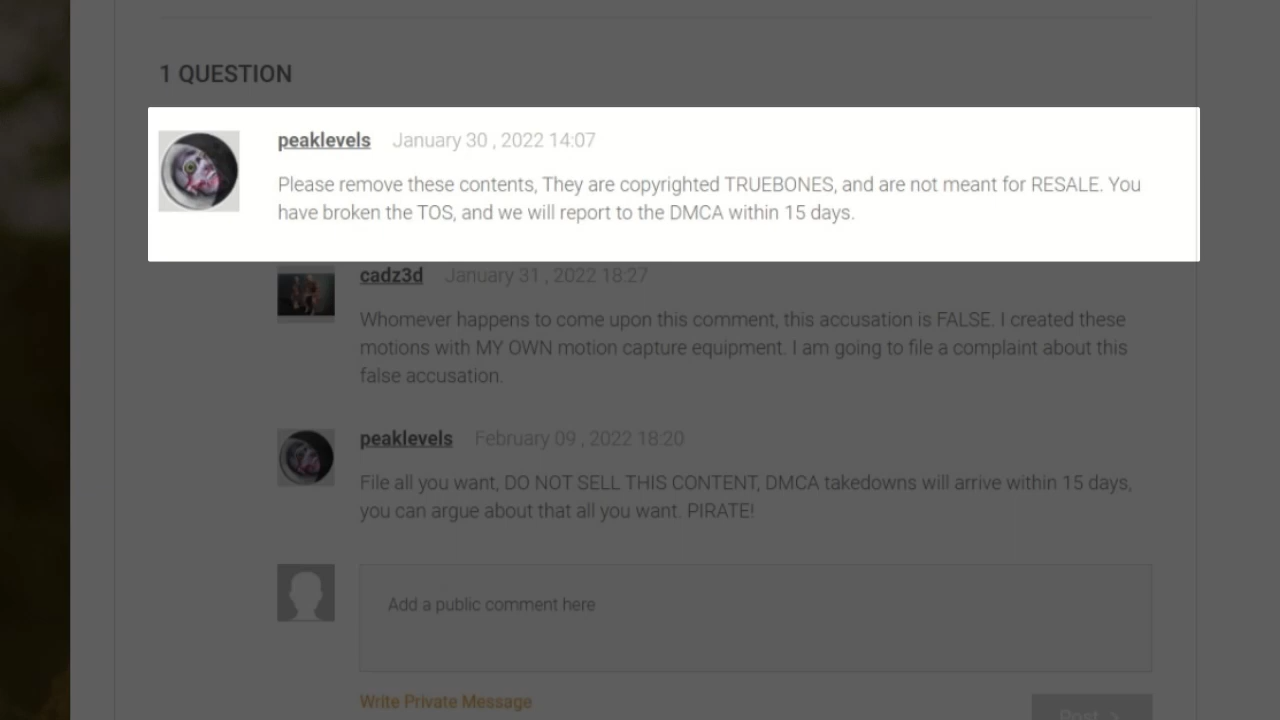 1 QUESTION
peaklevels January 30 , 2022 14:07
Please remove these contents, They are copyrighted TRUEBONES, and are not meant for RESALE. You
have broken the TOS, and we will report to the DMCA within 15 days.
cadz3d January 31 , 2022 18:27
Whomever happens to come upon this comment, this accusation is FALSE. I created these
motions with MY OWN motion capture equipment. I am going to file a complaint about this
false accusation.
peaklevels February 09 , 2022 18:20
File all you want, DO NOT SELL THIS CONTENT, DMCA takedowns will arrive within 15 days,
you can argue about that all you want. PIRATE!
Add a public comment here
Write Private Message
Post >